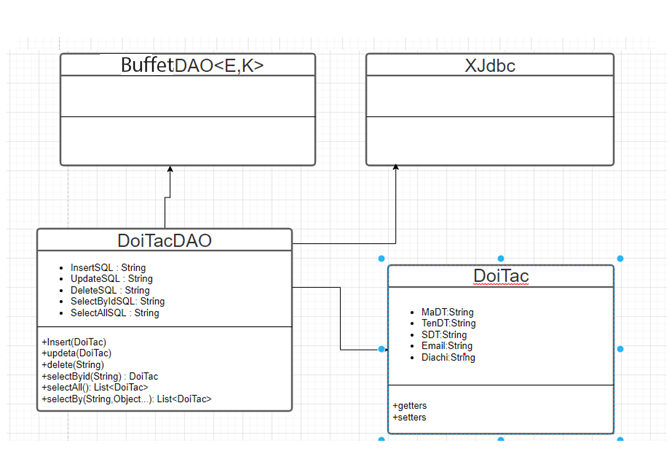 BuffetDAO<E,K>
XJdbc
DoiTacDAO
InsertSQL : String
UpdateSQL : String
DeleteSQL : String
SelectByIdSQL: String
SelectAllSQL : String
+Insert(DoiTac)
+updeta(DoiTac)
+delete(String)
+selectByid(String) : DoiTac
+selectAll(): List<DoiTac>
+selectBy(String,Object...): List<DoiTac>
DoiTac
MaDT:String
TenDT:String
SDT:String
Email:String
Diachi:String
+getters
+setters